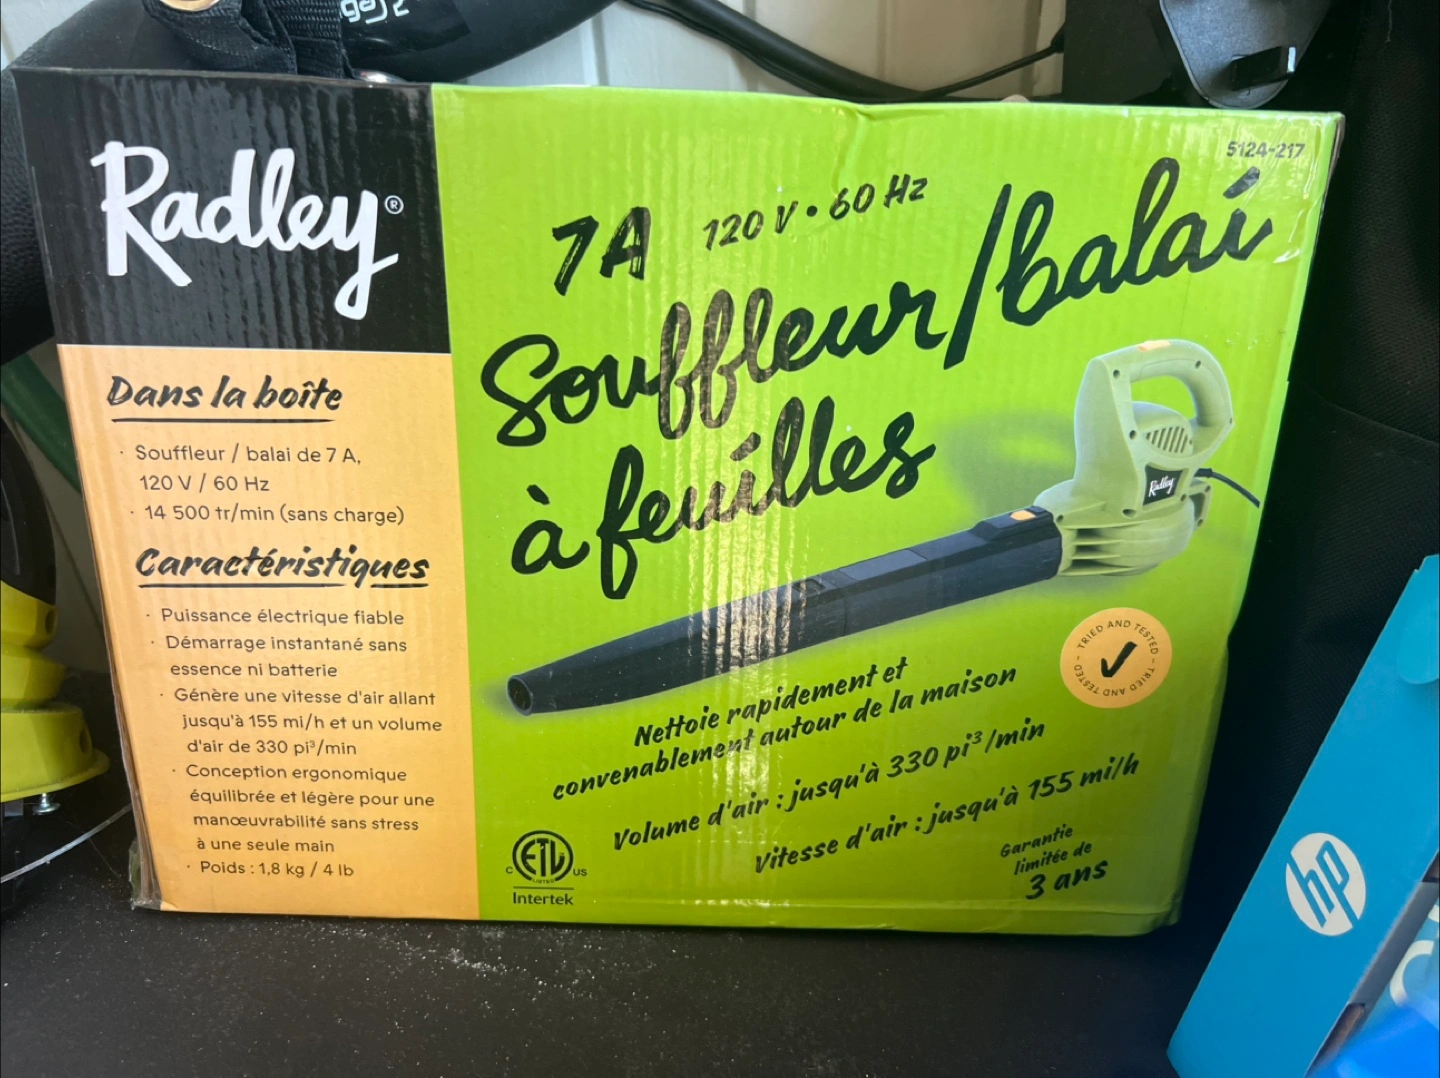 Radley®
5124-217
7A 120 V • 60 Hz
Souffleur/balai
à feuilles
Dans la boîte
· Souffleur / balai de 7 A,
120 V / 60 Hz
· 14 500 tr/min (sans charge)
Caractéristiques
· Puissance électrique fiable
· Démarrage instantané sans
essence ni batterie
· Génère une vitesse d'air allant
jusqu'à 155 mi/h et un volume
d'air de 330 pi³/min
· Conception ergonomique
équilibrée et légère pour une
manœuvrabilité sans stress
à une seule main
· Poids : 1,8 kg / 4 lb
Radley
TRIED AND TESTED - TRIED AND TESTED -
Nettoie rapidement et
convenablement autour de la maison
Volume d'air : jusqu'à 330 pi³/min
Vitesse d'air : jusqu'à 155 mi/h
Garantie
limitée de
3 ans
C ETL US
LISTED
Intertek
hp